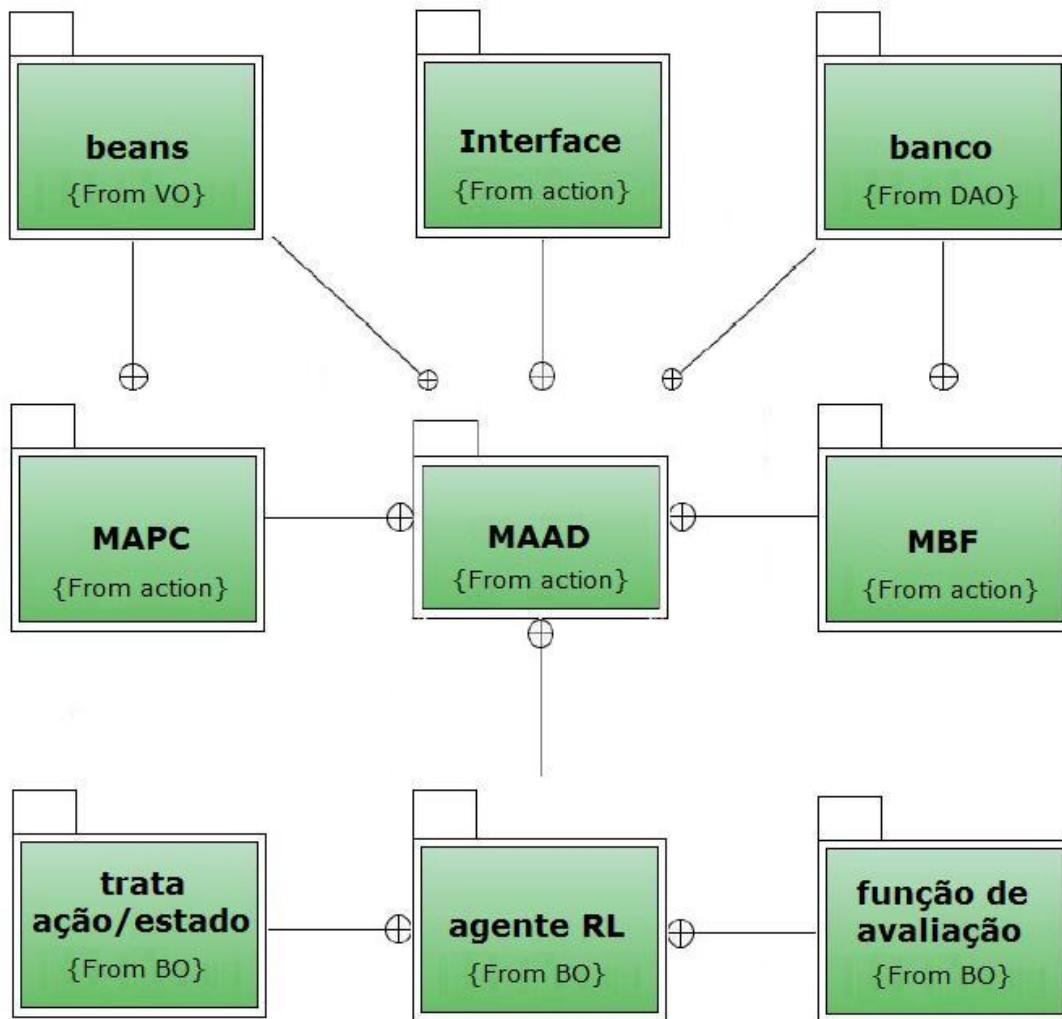 beans
{From VO}
Interface
{From action}
banco
{From DAO}
MAPC
{From action}
MAAD
{From action}
MBF
{From action}
trata
ação/estado
{From BO}
agente RL
{From BO}
função de
avaliação
{From BO}